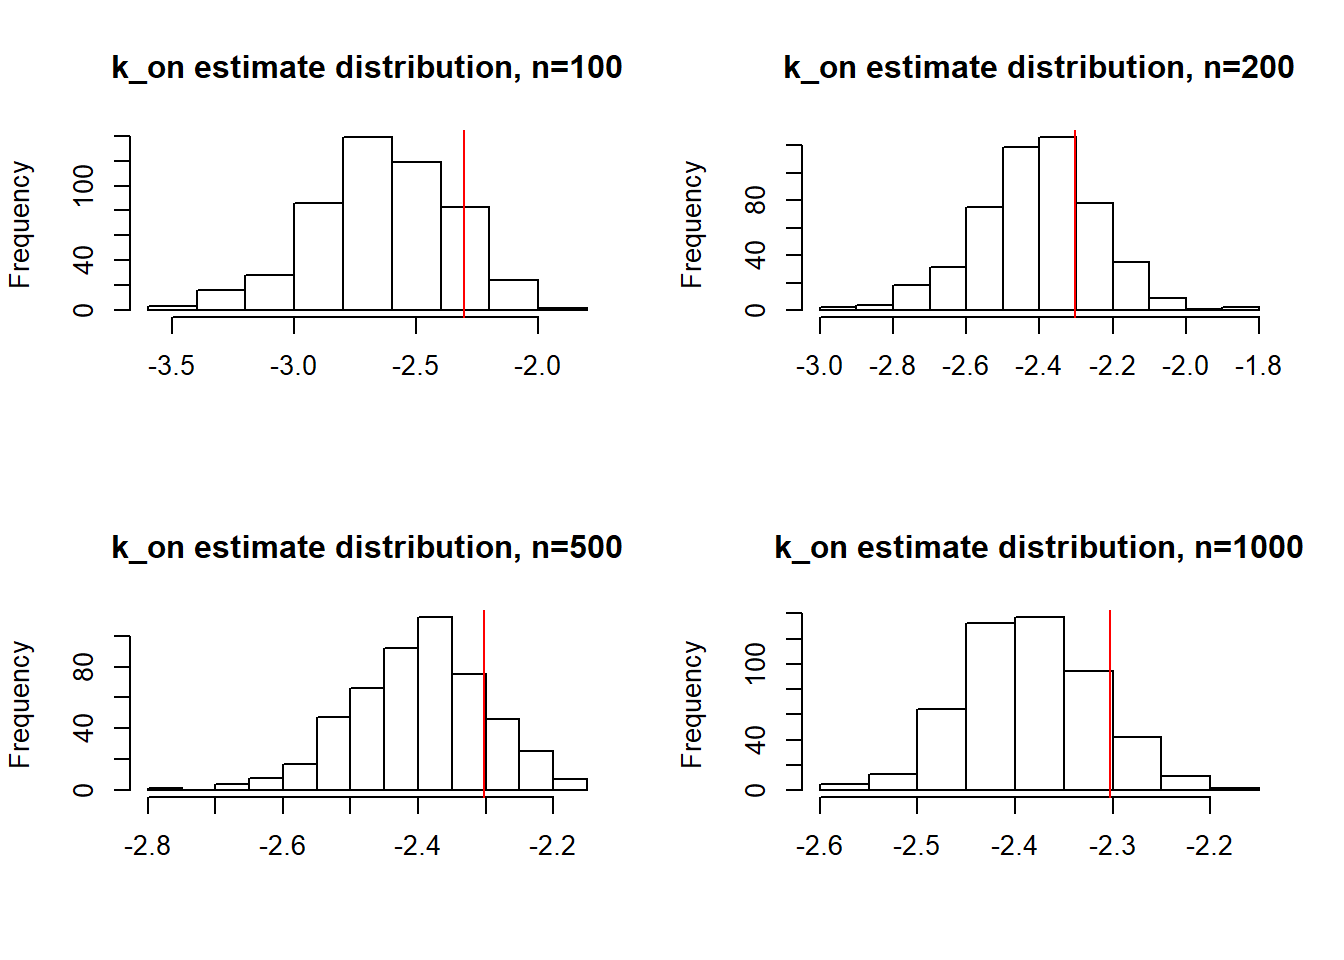 k_on estimate distribution, n=100
Frequency
0 40 100
-3.5 -3.0 -2.5 -2.0
k_on estimate distribution, n=200
Frequency
0 40 80
-3.0 -2.8 -2.6 -2.4 -2.2 -2.0 -1.8
k_on estimate distribution, n=500
Frequency
0 40 80
-2.8 -2.6 -2.4 -2.2
k_on estimate distribution, n=1000
Frequency
0 40 100
-2.6 -2.5 -2.4 -2.3 -2.2